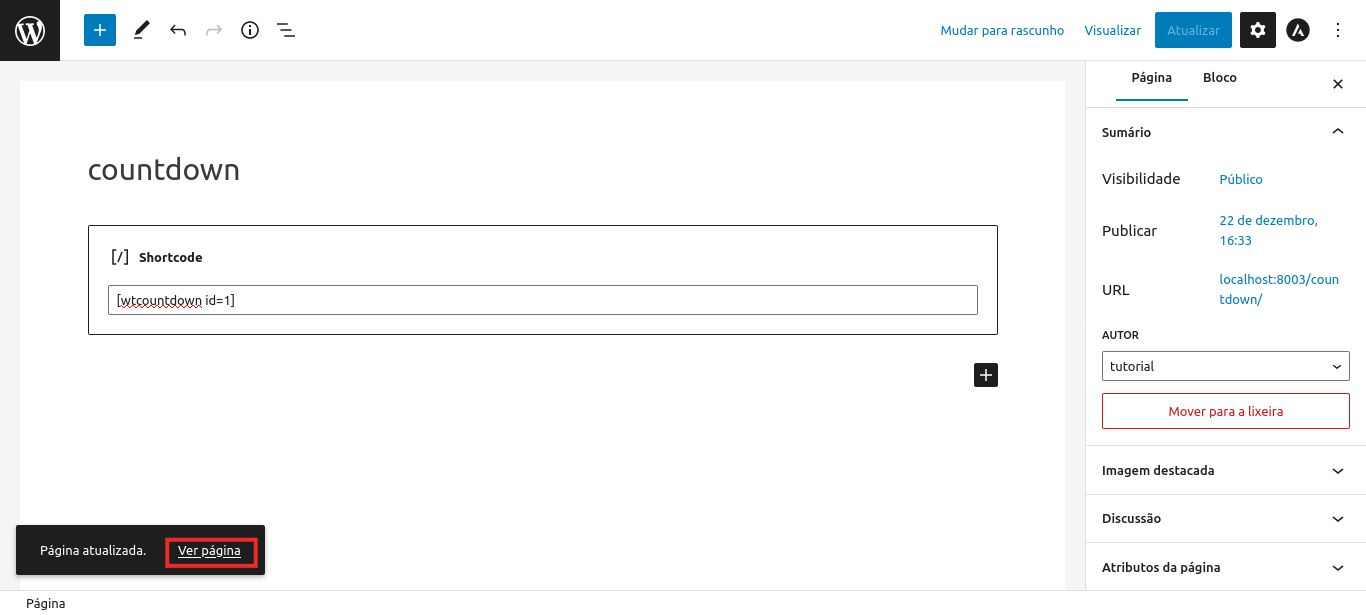 Mudar para rascunho Visualizar Atualizar
Página Bloco
countdown
[/] Shortcode
[wtcountdown id=1]
Sumário
Visibilidade Público
Publicar 22 de dezembro,
16:33
URL localhost:8003/coun
tdown/
AUTOR
tutorial
Mover para a lixeira
Imagem destacada
Discussão
Atributos da página
Página atualizada. Ver página
Página